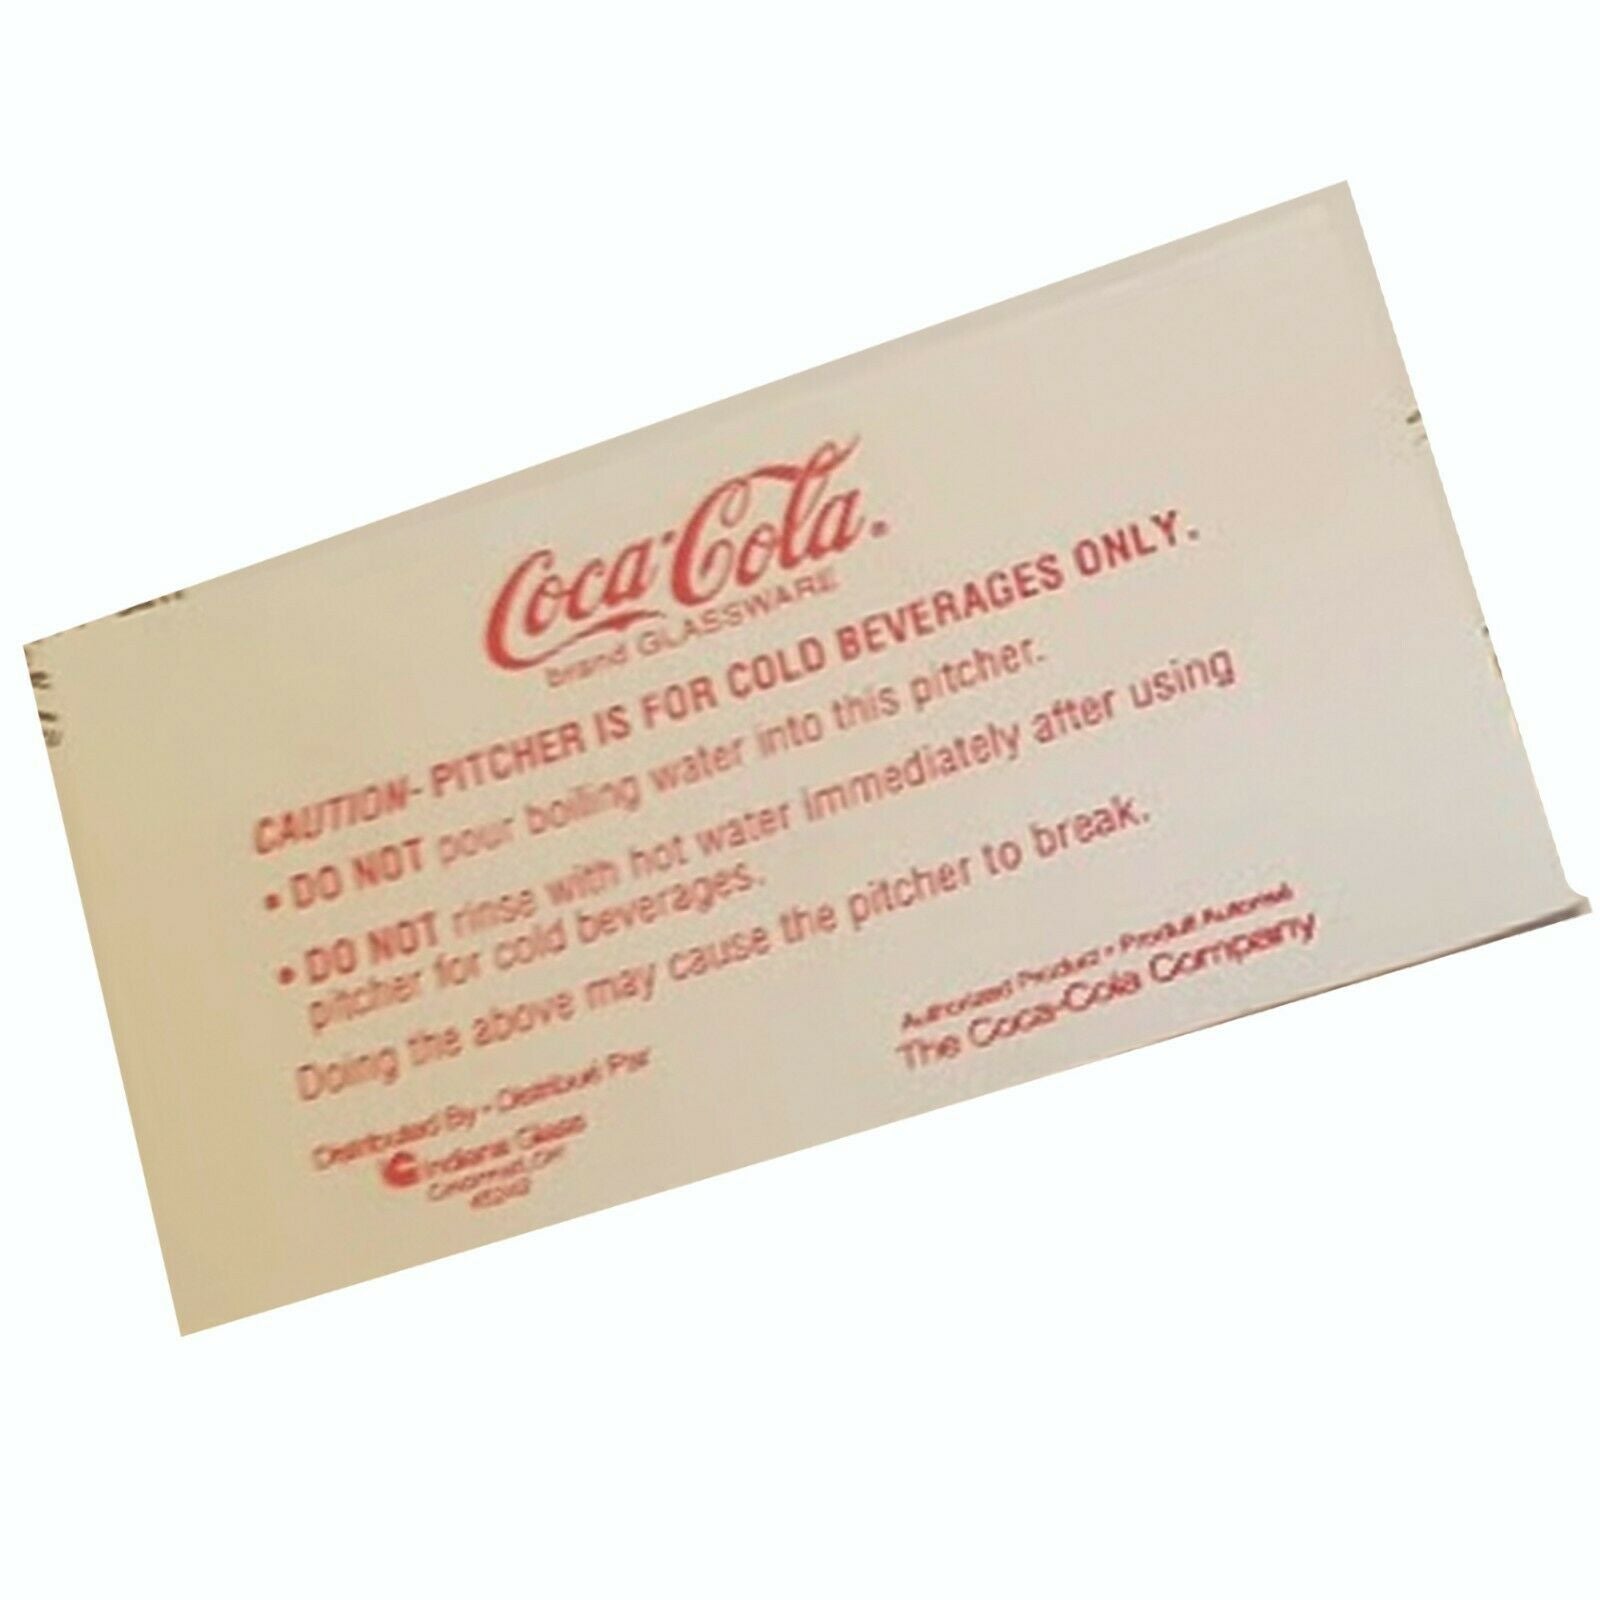 Coca-Cola®
brand GLASSWARE
CAUTION- PITCHER IS FOR COLD BEVERAGES ONLY.
• DO NOT pour boiling water into this pitcher.
• DO NOT rinse with hot water immediately after using
pitcher for cold beverages.
Doing the above may cause the pitcher to break.
Distributed By • Distribué Par
Indiana Glass
Cincinnati, OH
Authorized Product • Produit Autorisé
The Coca-Cola Company